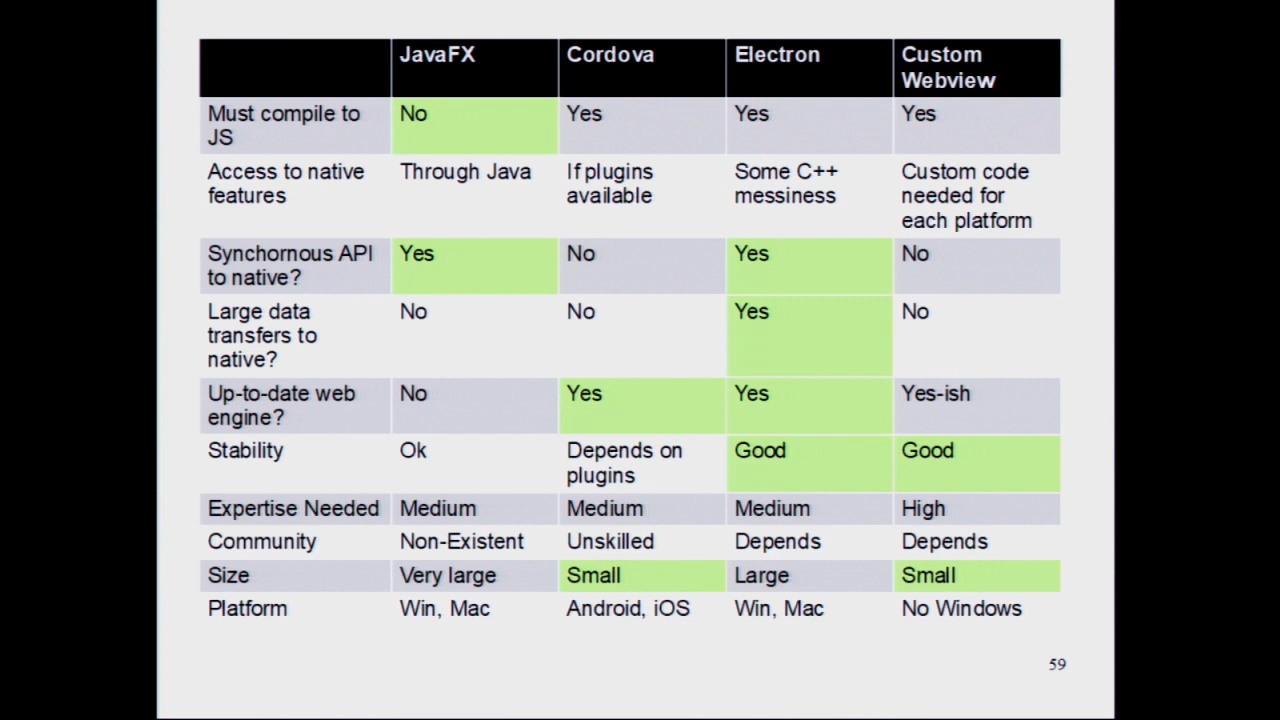 JavaFX Cordova Electron Custom
Webview
Must compile to No Yes Yes Yes
JS
Access to native Through Java If plugins Some C++ Custom code
features available messiness needed for
each platform
Synchornous API Yes No Yes No
to native?
Large data No No Yes No
transfers to
native?
Up-to-date web No Yes Yes Yes-ish
engine?
Stability Ok Depends on Good Good
plugins
Expertise Needed Medium Medium Medium High
Community Non-Existent Unskilled Depends Depends
Size Very large Small Large Small
Platform Win, Mac Android, iOS Win, Mac No Windows
59